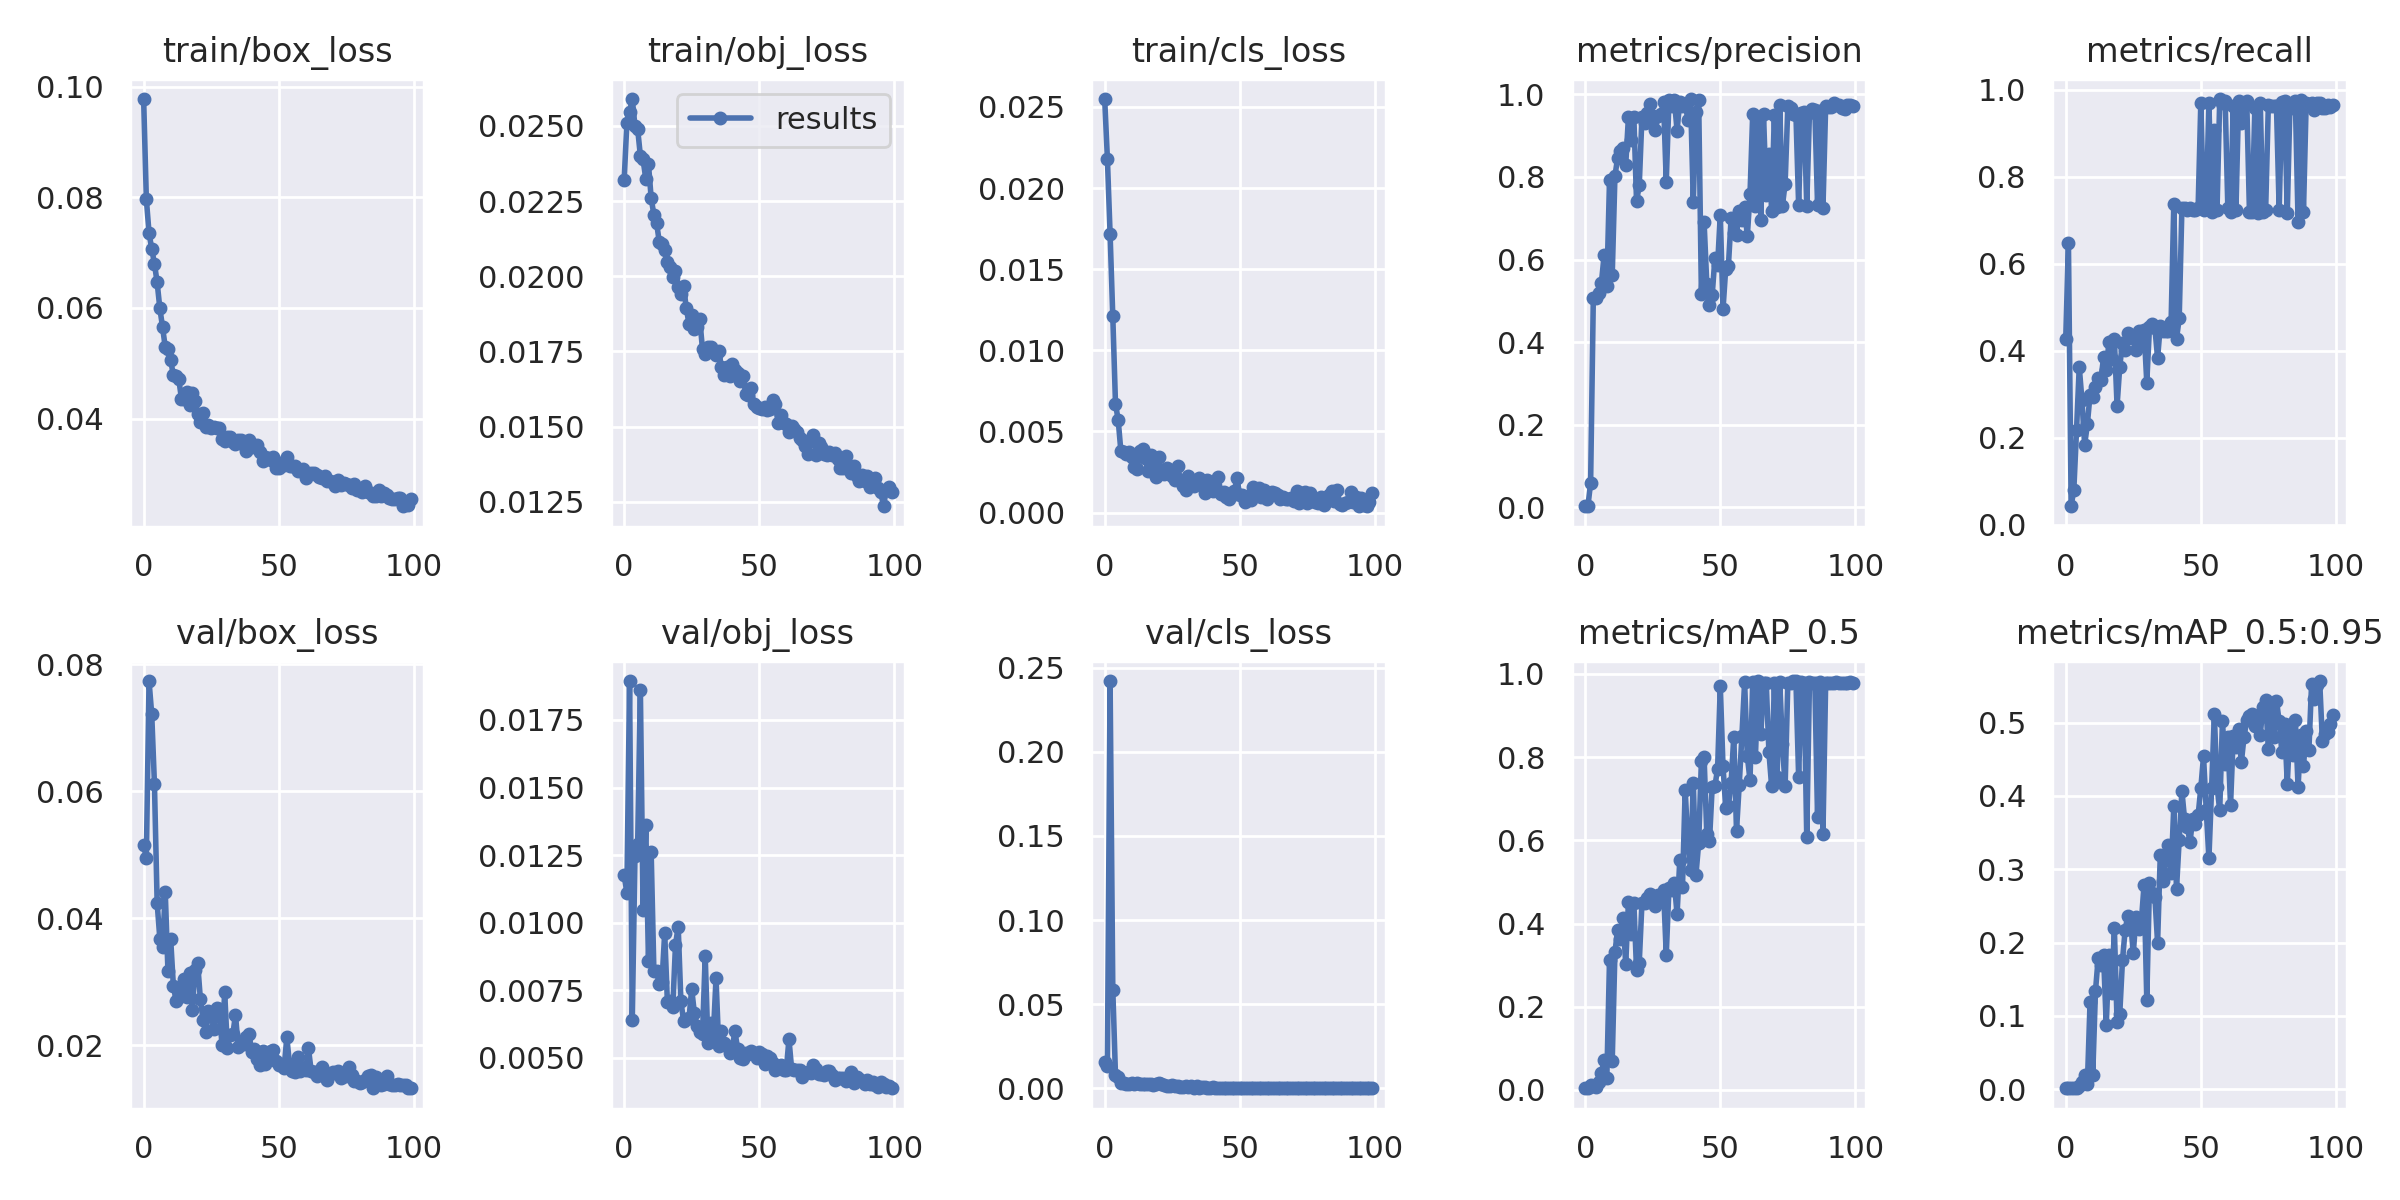 train/box_loss
0.10
0.08
0.06
0.04
0 50 100
train/obj_loss
results
0.0250
0.0225
0.0200
0.0175
0.0150
0.0125
0 50 100
train/cls_loss
0.025
0.020
0.015
0.010
0.005
0.000
0 50 100
metrics/precision
1.0
0.8
0.6
0.4
0.2
0.0
0 50 100
metrics/recall
1.0
0.8
0.6
0.4
0.2
0.0
0 50 100
val/box_loss
0.08
0.06
0.04
0.02
0 50 100
val/obj_loss
0.0175
0.0150
0.0125
0.0100
0.0075
0.0050
0 50 100
val/cls_loss
0.25
0.20
0.15
0.10
0.05
0.00
0 50 100
metrics/mAP_0.5
1.0
0.8
0.6
0.4
0.2
0.0
0 50 100
metrics/mAP_0.5:0.95
0.5
0.4
0.3
0.2
0.1
0.0
0 50 100